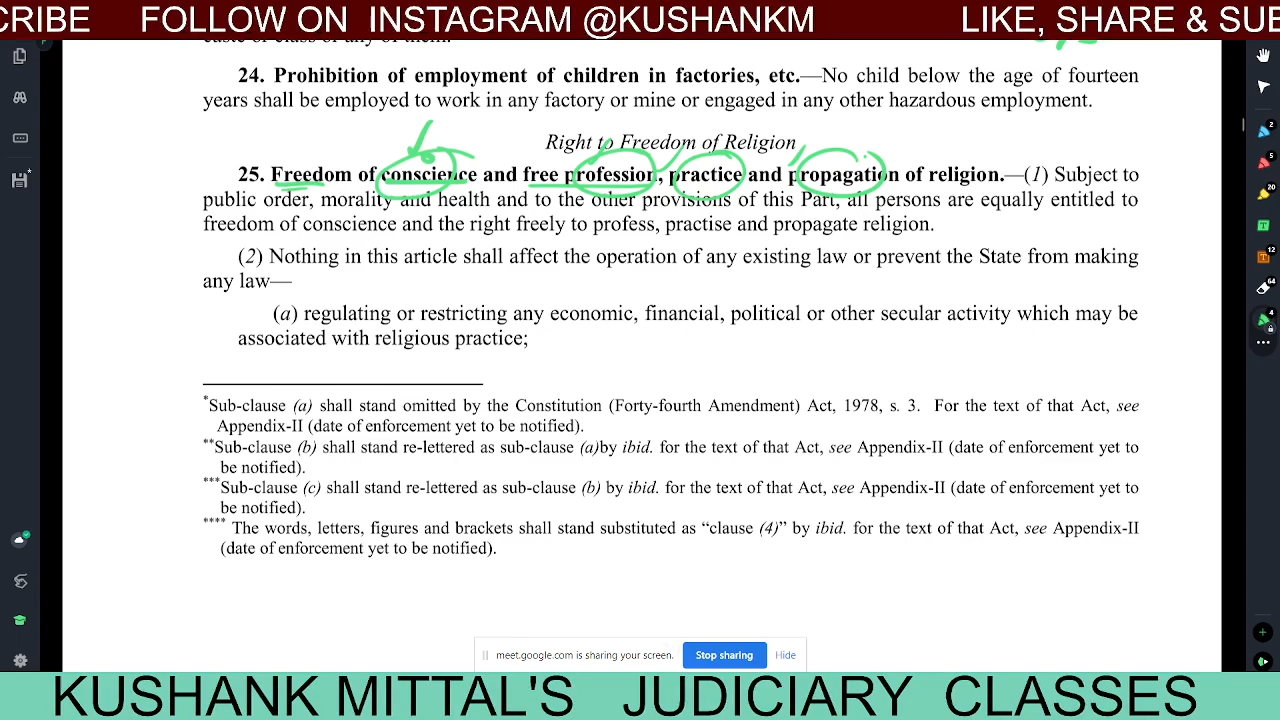 CRIBE FOLLOW ON INSTAGRAM @KUSHANKM LIKE, SHARE & SUB
caste or class or any of them.
24. Prohibition of employment of children in factories, etc.—No child below the age of fourteen
years shall be employed to work in any factory or mine or engaged in any other hazardous employment.
Right to Freedom of Religion
25. Freedom of conscience and free profession, practice and propagation of religion.—(1) Subject to
public order, morality and health and to the other provisions of this Part, all persons are equally entitled to
freedom of conscience and the right freely to profess, practise and propagate religion.
(2) Nothing in this article shall affect the operation of any existing law or prevent the State from making
any law—
(a) regulating or restricting any economic, financial, political or other secular activity which may be
associated with religious practice;
*Sub-clause (a) shall stand omitted by the Constitution (Forty-fourth Amendment) Act, 1978, s. 3. For the text of that Act, see
Appendix-II (date of enforcement yet to be notified).
**Sub-clause (b) shall stand re-lettered as sub-clause (a)by ibid. for the text of that Act, see Appendix-II (date of enforcement yet to
be notified).
***Sub-clause (c) shall stand re-lettered as sub-clause (b) by ibid. for the text of that Act, see Appendix-II (date of enforcement yet to
be notified).
**** The words, letters, figures and brackets shall stand substituted as “clause (4)” by ibid. for the text of that Act, see Appendix-II
(date of enforcement yet to be notified).
meet.google.com is sharing your screen. Stop sharing Hide
KUSHANK MITTAL'S JUDICIARY CLASSES